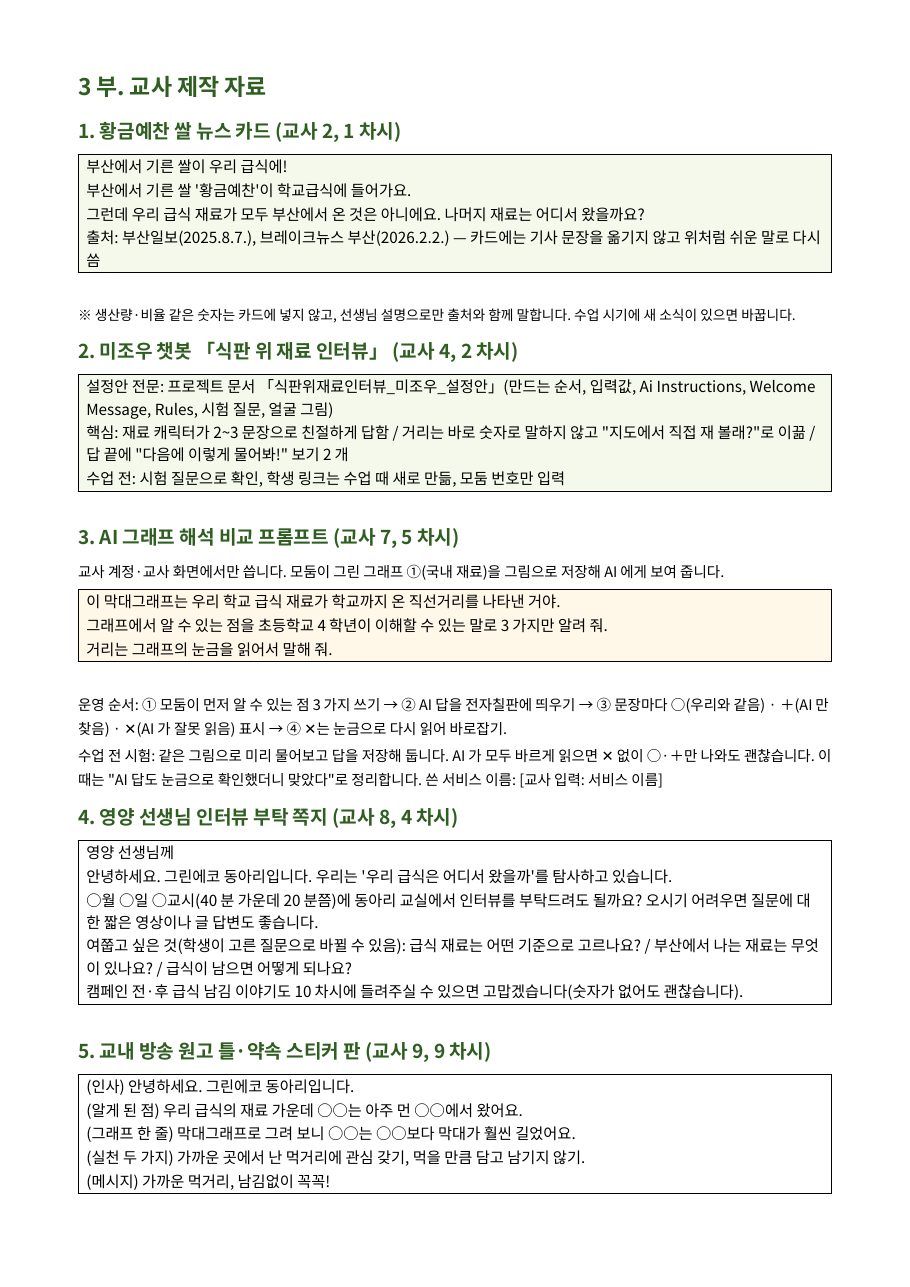 3 부. 교사 제작 자료
1. 황금예찬 쌀 뉴스 카드 (교사 2, 1 차시)
부산에서 기른 쌀이 우리 급식에!
부산에서 기른 쌀 '황금예찬'이 학교급식에 들어가요.
그런데 우리 급식 재료가 모두 부산에서 온 것은 아니에요. 나머지 재료는 어디서 왔을까요?
출처: 부산일보(2025.8.7.), 브레이크뉴스 부산(2026.2.2.) — 카드에는 기사 문장을 옮기지 않고 위처럼 쉬운 말로 다시
씀
※ 생산량·비율 같은 숫자는 카드에 넣지 않고, 선생님 설명으로만 출처와 함께 말합니다. 수업 시기에 새 소식이 있으면 바꿉니다.
2. 미조우 챗봇 「식판 위 재료 인터뷰」 (교사 4, 2 차시)
설정안 전문: 프로젝트 문서 「식판위재료인터뷰_미조우_설정안」(만드는 순서, 입력값, Ai Instructions, Welcome
Message, Rules, 시험 질문, 얼굴 그림)
핵심: 재료 캐릭터가 2~3 문장으로 친절하게 답함 / 거리는 바로 숫자로 말하지 않고 "지도에서 직접 재 볼래?"로 이끎 /
답 끝에 "다음에 이렇게 물어봐!" 보기 2 개
수업 전: 시험 질문으로 확인, 학생 링크는 수업 때 새로 만듦, 모둠 번호만 입력
3. AI 그래프 해석 비교 프롬프트 (교사 7, 5 차시)
교사 계정·교사 화면에서만 씁니다. 모둠이 그린 그래프 ①(국내 재료)을 그림으로 저장해 AI 에게 보여 줍니다.
이 막대그래프는 우리 학교 급식 재료가 학교까지 온 직선거리를 나타낸 거야.
그래프에서 알 수 있는 점을 초등학교 4 학년이 이해할 수 있는 말로 3 가지만 알려 줘.
거리는 그래프의 눈금을 읽어서 말해 줘.
운영 순서: ① 모둠이 먼저 알 수 있는 점 3 가지 쓰기 → ② AI 답을 전자칠판에 띄우기 → ③ 문장마다 ○(우리와 같음) · ＋(AI 만
찾음) · ✕(AI 가 잘못 읽음) 표시 → ④ ✕는 눈금으로 다시 읽어 바로잡기.
수업 전 시험: 같은 그림으로 미리 물어보고 답을 저장해 둡니다. AI 가 모두 바르게 읽으면 ✕ 없이 ○·＋만 나와도 괜찮습니다. 이
때는 "AI 답도 눈금으로 확인했더니 맞았다"로 정리합니다. 쓴 서비스 이름: [교사 입력: 서비스 이름]
4. 영양 선생님 인터뷰 부탁 쪽지 (교사 8, 4 차시)
영양 선생님께
안녕하세요. 그린에코 동아리입니다. 우리는 '우리 급식은 어디서 왔을까'를 탐사하고 있습니다.
○월 ○일 ○교시(40 분 가운데 20 분쯤)에 동아리 교실에서 인터뷰를 부탁드려도 될까요? 오시기 어려우면 질문에 대
한 짧은 영상이나 글 답변도 좋습니다.
여쭙고 싶은 것(학생이 고른 질문으로 바뀔 수 있음): 급식 재료는 어떤 기준으로 고르나요? / 부산에서 나는 재료는 무엇
이 있나요? / 급식이 남으면 어떻게 되나요?
캠페인 전·후 급식 남김 이야기도 10 차시에 들려주실 수 있으면 고맙겠습니다(숫자가 없어도 괜찮습니다).
5. 교내 방송 원고 틀·약속 스티커 판 (교사 9, 9 차시)
(인사) 안녕하세요. 그린에코 동아리입니다.
(알게 된 점) 우리 급식의 재료 가운데 ○○는 아주 먼 ○○에서 왔어요.
(그래프 한 줄) 막대그래프로 그려 보니 ○○는 ○○보다 막대가 훨씬 길었어요.
(실천 두 가지) 가까운 곳에서 난 먹거리에 관심 갖기, 먹을 만큼 담고 남기지 않기.
(메시지) 가까운 먹거리, 남김없이 꼭꼭!